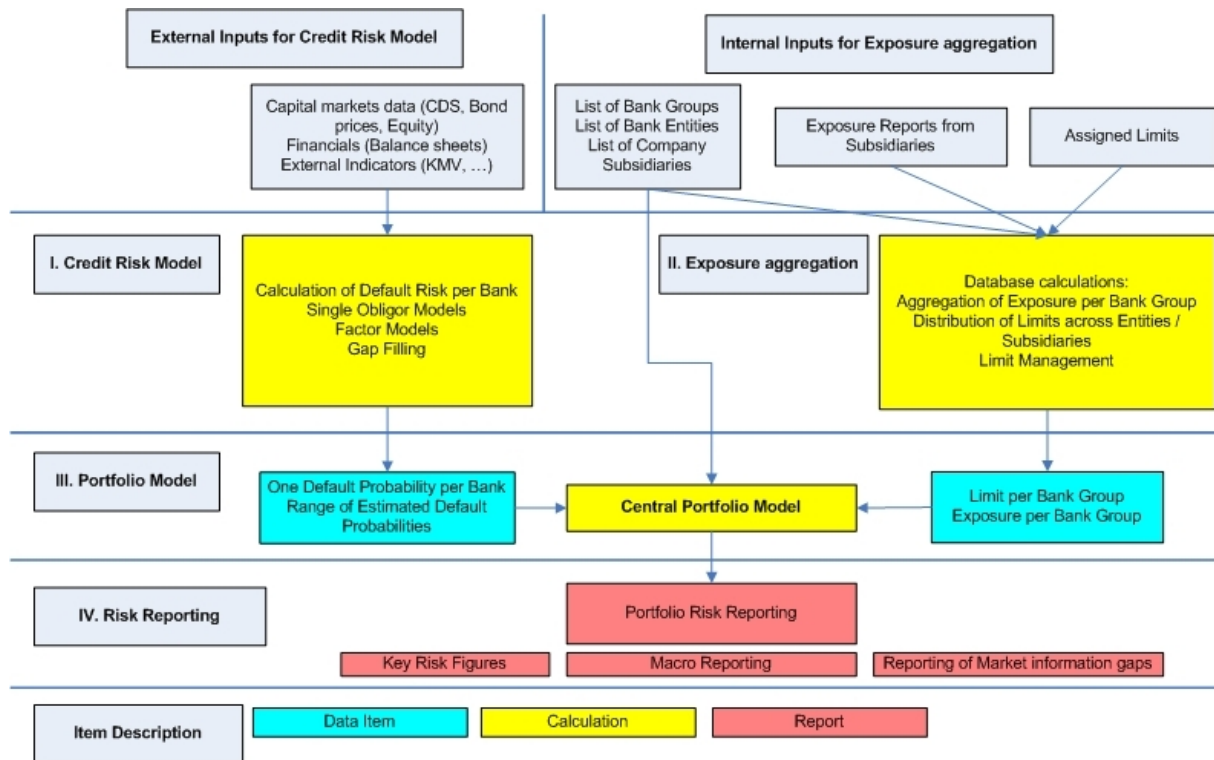 External Inputs for Credit Risk Model
Internal Inputs for Exposure aggregation
Capital markets data (CDS, Bond
prices, Equity)
Financials (Balance sheets)
External Indicators (KMV, …)
List of Bank Groups
List of Bank Entities
List of Company
Subsidiaries
Exposure Reports from
Subsidiaries
Assigned Limits
I. Credit Risk Model
Calculation of Default Risk per Bank
Single Obligor Models
Factor Models
Gap Filling
II. Exposure aggregation
Database calculations:
Aggregation of Exposure per Bank Group
Distribution of Limits across Entities /
Subsidiaries
Limit Management
III. Portfolio Model
One Default Probability per Bank
Range of Estimated Default
Probabilities
Central Portfolio Model
Limit per Bank Group
Exposure per Bank Group
IV. Risk Reporting
Portfolio Risk Reporting
Key Risk Figures
Macro Reporting
Reporting of Market information gaps
Item Description
Data Item
Calculation
Report